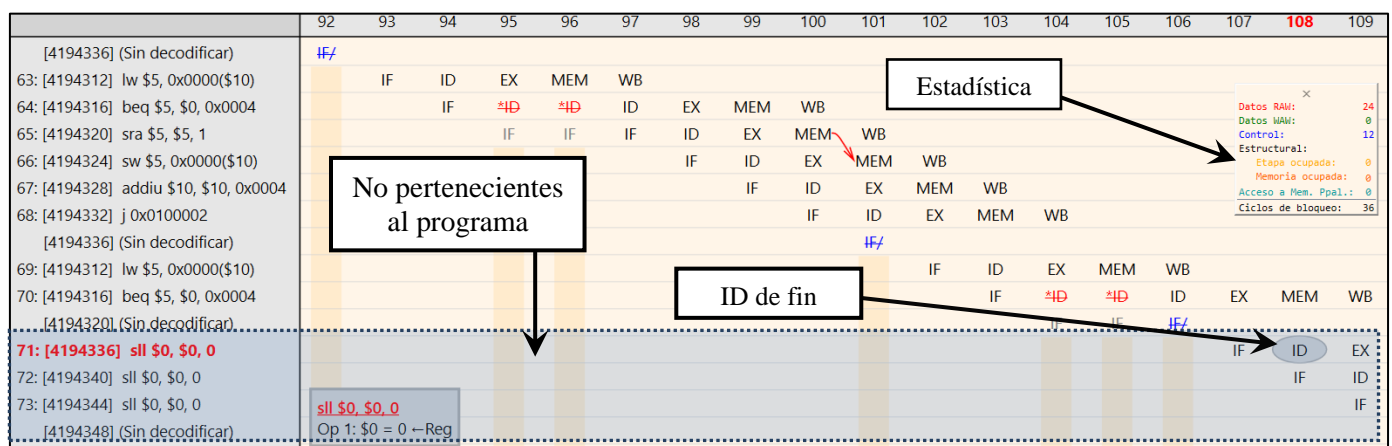 92 93 94 95 96 97 98 99 100 101 102 103 104 105 106 107 108 109
[4194336] (Sin decodificar) IF/
63: [4194312] lw $5, 0x0000($10) IF ID EX MEM WB
64: [4194316] beq $5, $0, 0x0004 IF *ID *ID ID EX MEM WB
65: [4194320] sra $5, $5, 1 IF IF IF ID EX MEM WB
66: [4194324] sw $5, 0x0000($10) IF ID EX MEM WB
67: [4194328] addiu $10, $10, 0x0004 IF ID EX MEM WB
68: [4194332] j 0x0100002 IF ID EX MEM WB
[4194336] (Sin decodificar) IF/
69: [4194312] lw $5, 0x0000($10) IF ID EX MEM WB
70: [4194316] beq $5, $0, 0x0004 IF *ID *ID ID EX MEM WB
[4194320] (Sin decodificar) IF IF IF/
71: [4194336] sll $0, $0, 0 IF ID EX
72: [4194340] sll $0, $0, 0 IF ID
73: [4194344] sll $0, $0, 0 IF
[4194348] (Sin decodificar)
sll $0, $0, 0
Op 1: $0 = 0 ←Reg
No pertenecientes
al programa
Estadística
ID de fin
×
Datos RAW: 24
Datos WAW: 0
Control: 12
Estructural:
Etapa ocupada: 0
Memoria ocupada: 0
Acceso a Mem. Ppal.: 0
Ciclos de bloqueo: 36